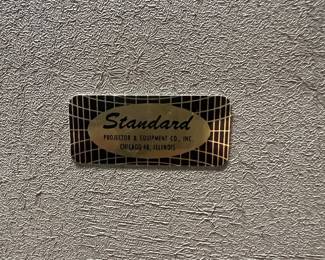 Standard
PROJECTOR & EQUIPMENT CO., INC.
CHICAGO 48, ILLINOIS